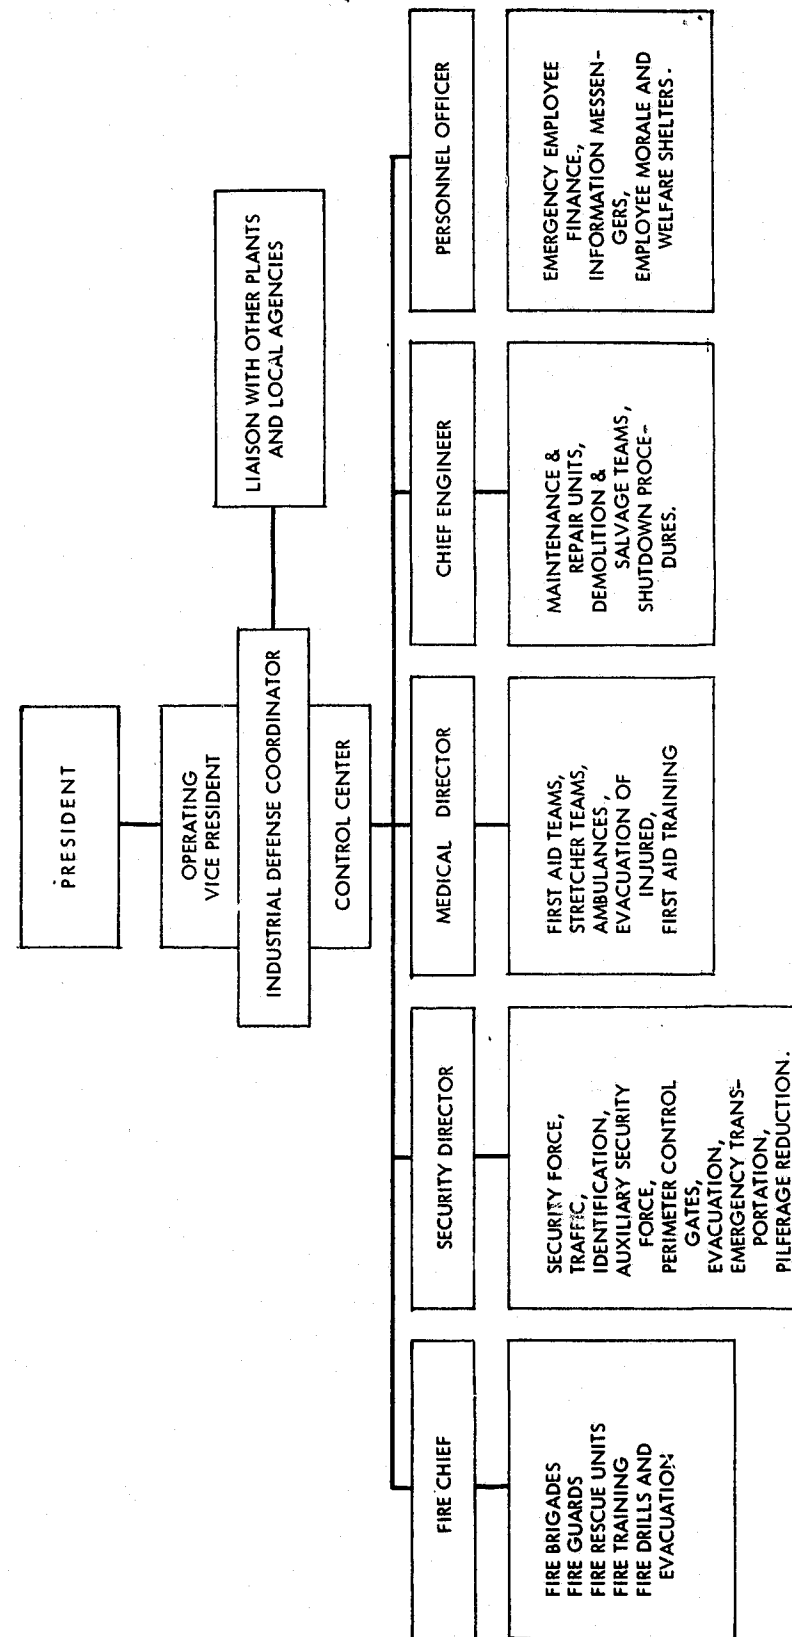 PRESIDENT
OPERATING
VICE PRESIDENT
INDUSTRIAL DEFENSE COORDINATOR
CONTROL CENTER
LIAISON WITH OTHER PLANTS
AND LOCAL AGENCIES
FIRE CHIEF
FIRE BRIGADES
FIRE GUARDS
FIRE RESCUE UNITS
FIRE TRAINING
FIRE DRILLS AND
EVACUATION
SECURITY DIRECTOR
SECURITY FORCE,
TRAFFIC,
IDENTIFICATION,
AUXILIARY SECURITY
FORCE,
PERIMETER CONTROL
GATES,
EVACUATION,
EMERGENCY TRANS-
PORTATION,
PILFERAGE REDUCTION.
MEDICAL DIRECTOR
FIRST AID TEAMS,
STRETCHER TEAMS,
AMBULANCES,
EVACUATION OF
INJURED,
FIRST AID TRAINING
CHIEF ENGINEER
MAINTENANCE &
REPAIR UNITS,
DEMOLITION &
SALVAGE TEAMS,
SHUTDOWN PROCE-
DURES.
PERSONNEL OFFICER
EMERGENCY EMPLOYEE
FINANCE,
INFORMATION MESSEN-
GERS,
EMPLOYEE MORALE AND
WELFARE SHELTERS.